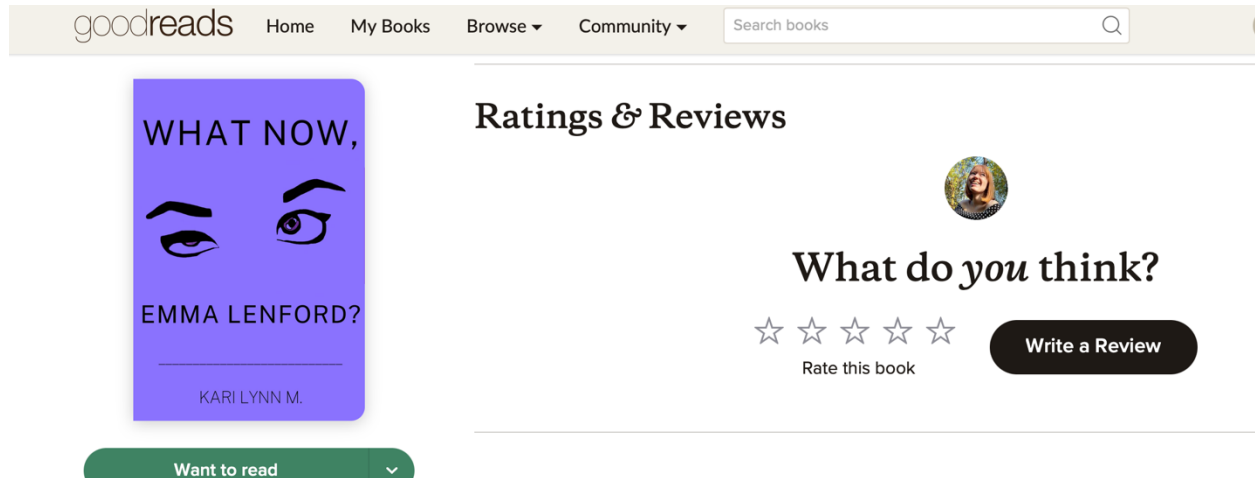 goodreads Home My Books Browse Community Search books
WHAT NOW,
EMMA LENFORD?
KARI LYNN M.
Want to read
Ratings & Reviews
What do you think?
Rate this book
Write a Review